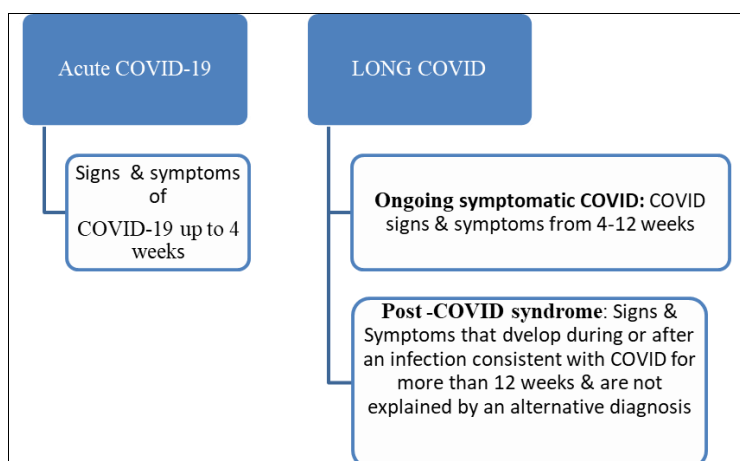 Acute COVID-19
Signs & symptoms
of
COVID-19 up to 4
weeks
LONG COVID
Ongoing symptomatic COVID: COVID
signs & symptoms from 4-12 weeks
Post -COVID syndrome: Signs &
Symptoms that dvelop during or after
an infection consistent with COVID for
more than 12 weeks & are not
explained by an alternative diagnosis